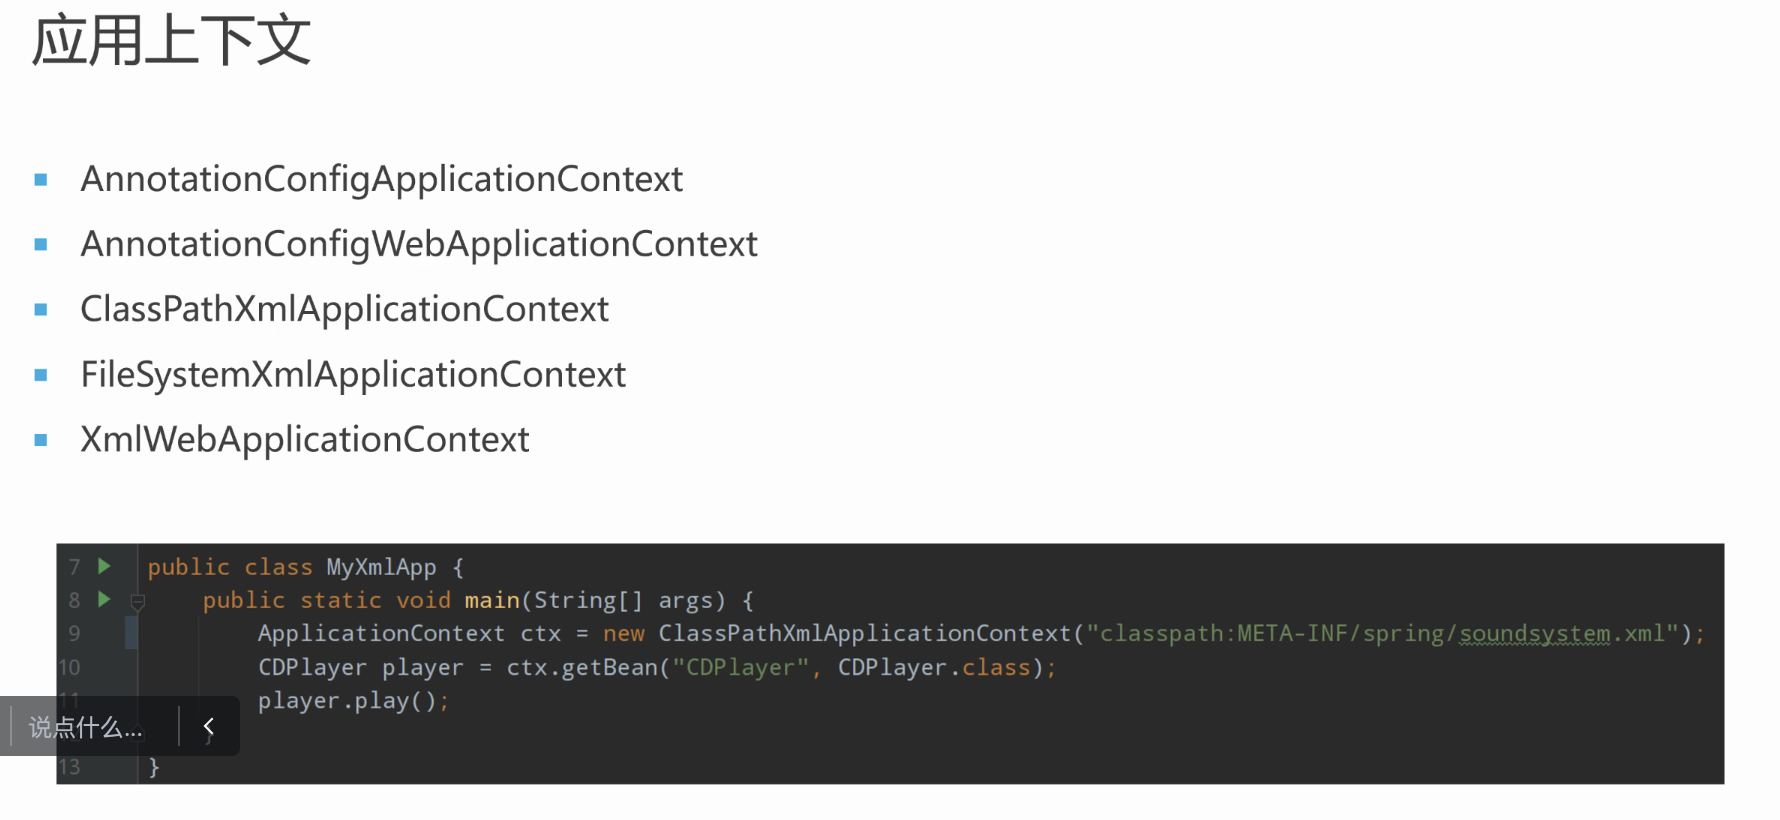 应用上下文
AnnotationConfigApplicationContext
AnnotationConfigWebApplicationContext
ClassPathXmlApplicationContext
FileSystemXmlApplicationContext
XmlWebApplicationContext
7 public class MyXmlApp {
8 public static void main(String[] args) {
9 ApplicationContext ctx = new ClassPathXmlApplicationContext("classpath:META-INF/spring/soundsystem.xml");
10 CDPlayer player = ctx.getBean("CDPlayer", CDPlayer.class);
11 player.play();
说点什么...
}
13 }